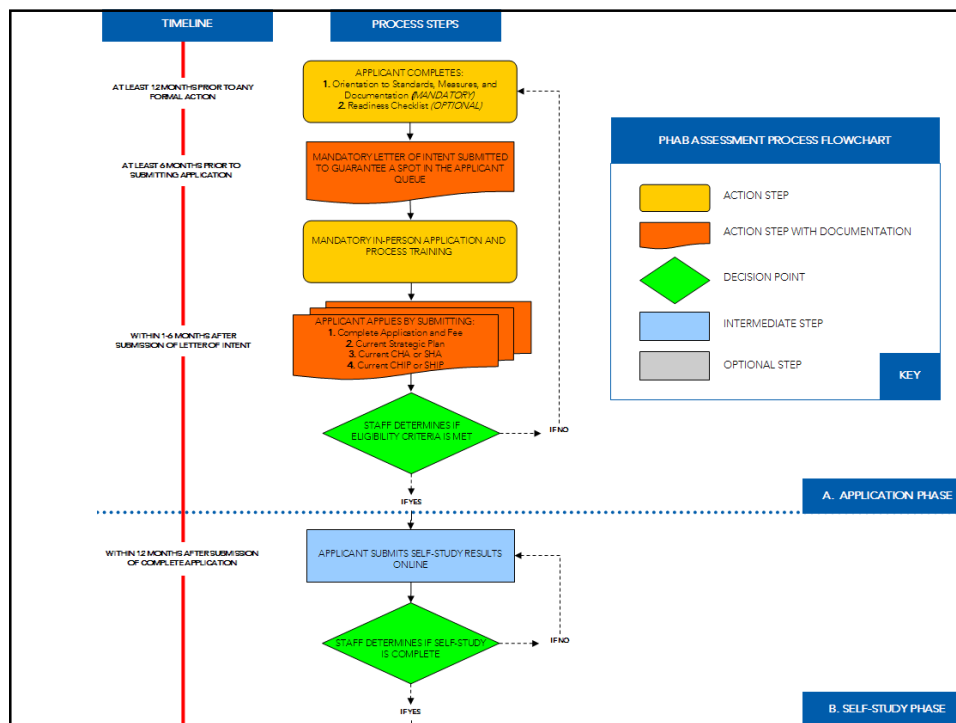 TIMELINE
PROCESS STEPS
AT LEAST 12 MONTHS PRIOR TO ANY
FORMAL ACTION
APPLICANT COMPLETES:
1. Orientation to Standards, Measures, and
Documentation (MANDATORY)
2. Readiness Checklist (OPTIONAL)
AT LEAST 6 MONTHS PRIOR TO
SUBMITTING APPLICATION
MANDATORY LETTER OF INTENT SUBMITTED
TO GUARANTEE A SPOT IN THE APPLICANT
QUEUE
MANDATORY IN-PERSON APPLICATION AND
PROCESS TRAINING
WITHIN 1-6 MONTHS AFTER
SUBMISSION OF LETTER OF INTENT
APPLICANT APPLIES BY SUBMITTING:
1. Complete Application and Fee
2. Current Strategic Plan
3. Current CHA or SHA
4. Current CHIP or SHIP
STAFF DETERMINES IF
ELIGIBILITY CRITERIA IS MET
IF NO
IF YES
PHAB ASSESSMENT PROCESS FLOWCHART
ACTION STEP
ACTION STEP WITH DOCUMENTATION
DECISION POINT
INTERMEDIATE STEP
OPTIONAL STEP
KEY
A. APPLICATION PHASE
WITHIN 12 MONTHS AFTER SUBMISSION
OF COMPLETE APPLICATION
APPLICANT SUBMITS SELF-STUDY RESULTS
ONLINE
STAFF DETERMINES IF SELF-STUDY
IS COMPLETE
IF NO
IF YES
B. SELF-STUDY PHASE